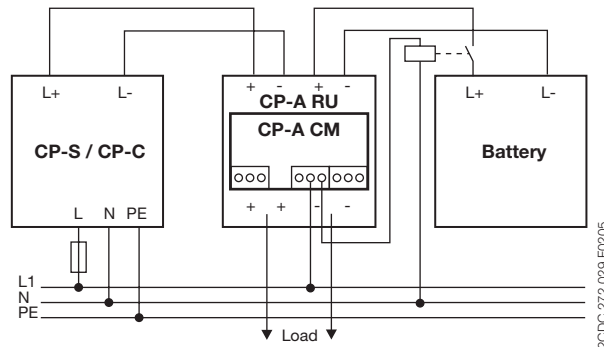 + - + -
L+ L-
CP-A RU
L+ L-
CP-A CM
CP-S / CP-C
Battery
L N PE
+ + - -
L1
N
PE
Load
2CDC 272 029 F0205